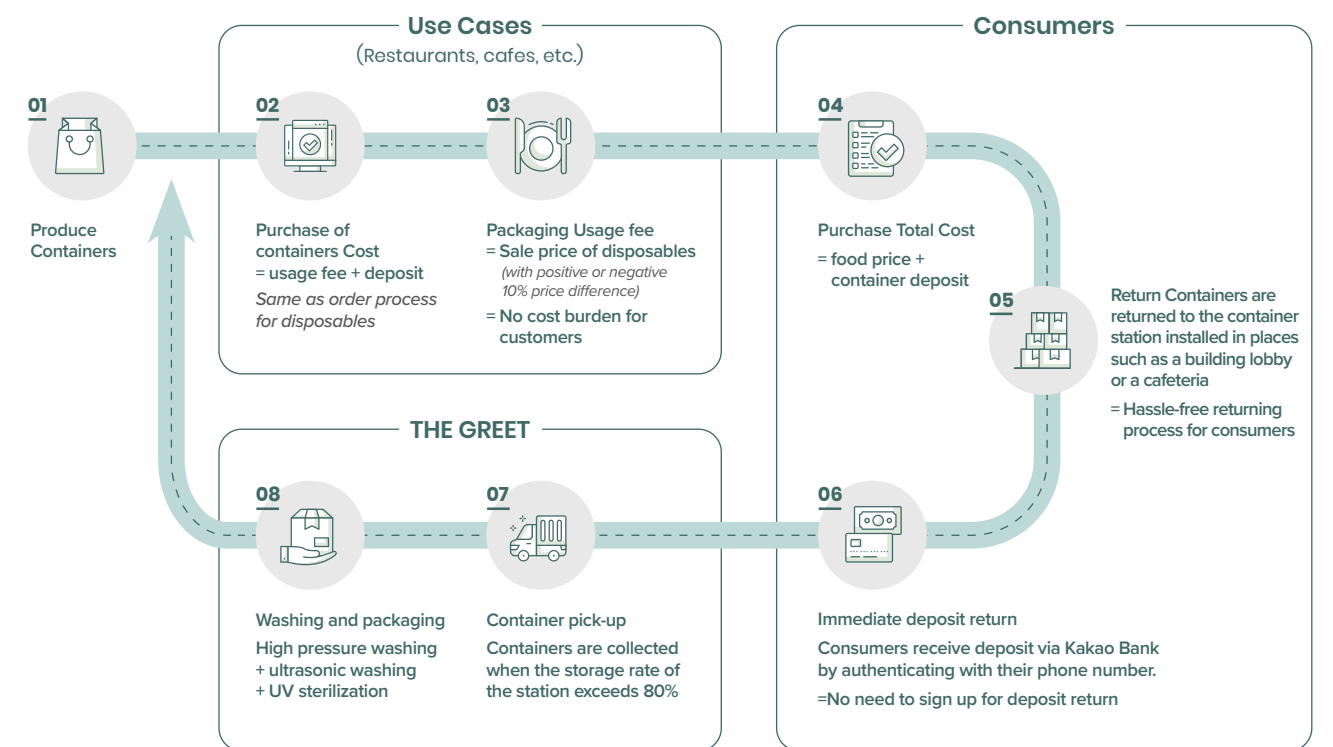 Use Cases
(Restaurants, cafes, etc.)
Consumers
01
Produce
Containers
02
Purchase of
containers Cost
= usage fee + deposit
Same as order process
for disposables
03
Packaging Usage fee
= Sale price of disposables
(with positive or negative
10% price difference)
= No cost burden for
customers
04
Purchase Total Cost
= food price +
container deposit
05
Return Containers are
returned to the container
station installed in places
such as a building lobby
or a cafeteria
= Hassle-free returning
process for consumers
THE GREET
06
Immediate deposit return
Consumers receive deposit via Kakao Bank
by authenticating with their phone number.
=No need to sign up for deposit return
07
Container pick-up
Containers are collected
when the storage rate of
the station exceeds 80%
08
Washing and packaging
High pressure washing
+ ultrasonic washing
+ UV sterilization